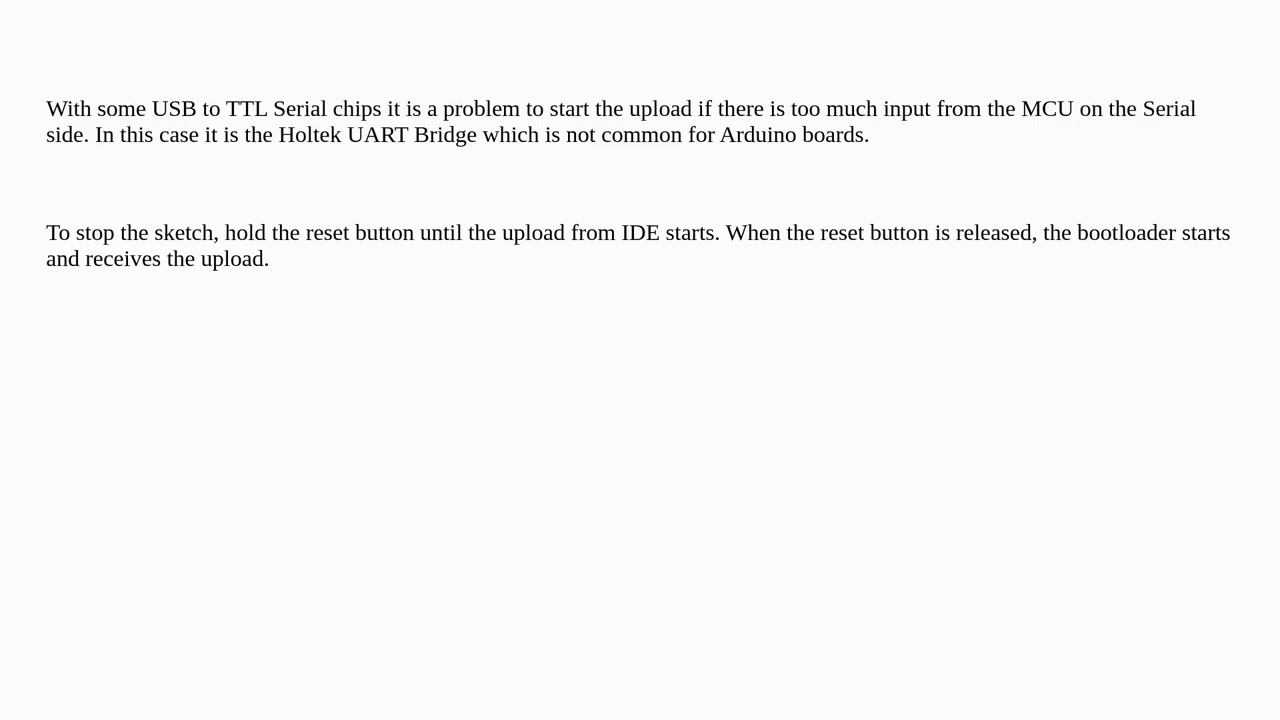 With some USB to TTL Serial chips it is a problem to start the upload if there is too much input from the MCU on the Serial
side. In this case it is the Holtek UART Bridge which is not common for Arduino boards.
To stop the sketch, hold the reset button until the upload from IDE starts. When the reset button is released, the bootloader starts
and receives the upload.